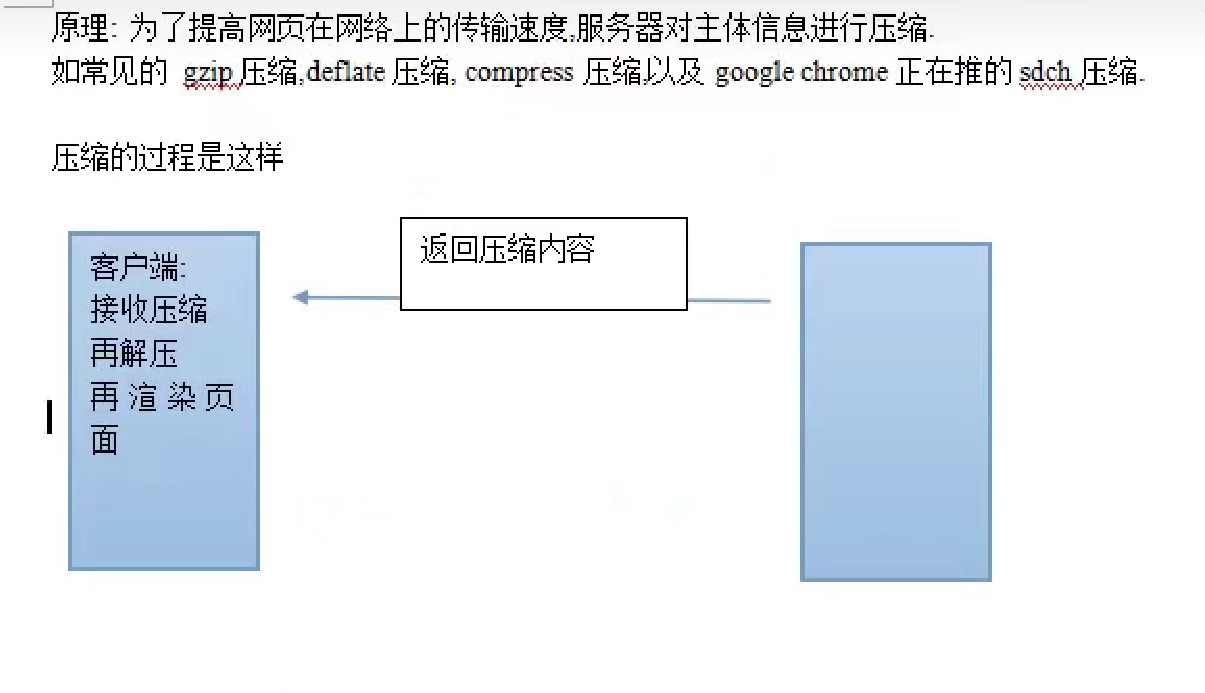 原理: 为了提高网页在网络上的传输速度,服务器对主体信息进行压缩.
如常见的 gzip 压缩,deflate 压缩, compress 压缩,以及 google chrome 正在推的 sdch 压缩.
压缩的过程是这样
返回压缩内容
客户端:
接收压缩
再解压
再渲染页
面